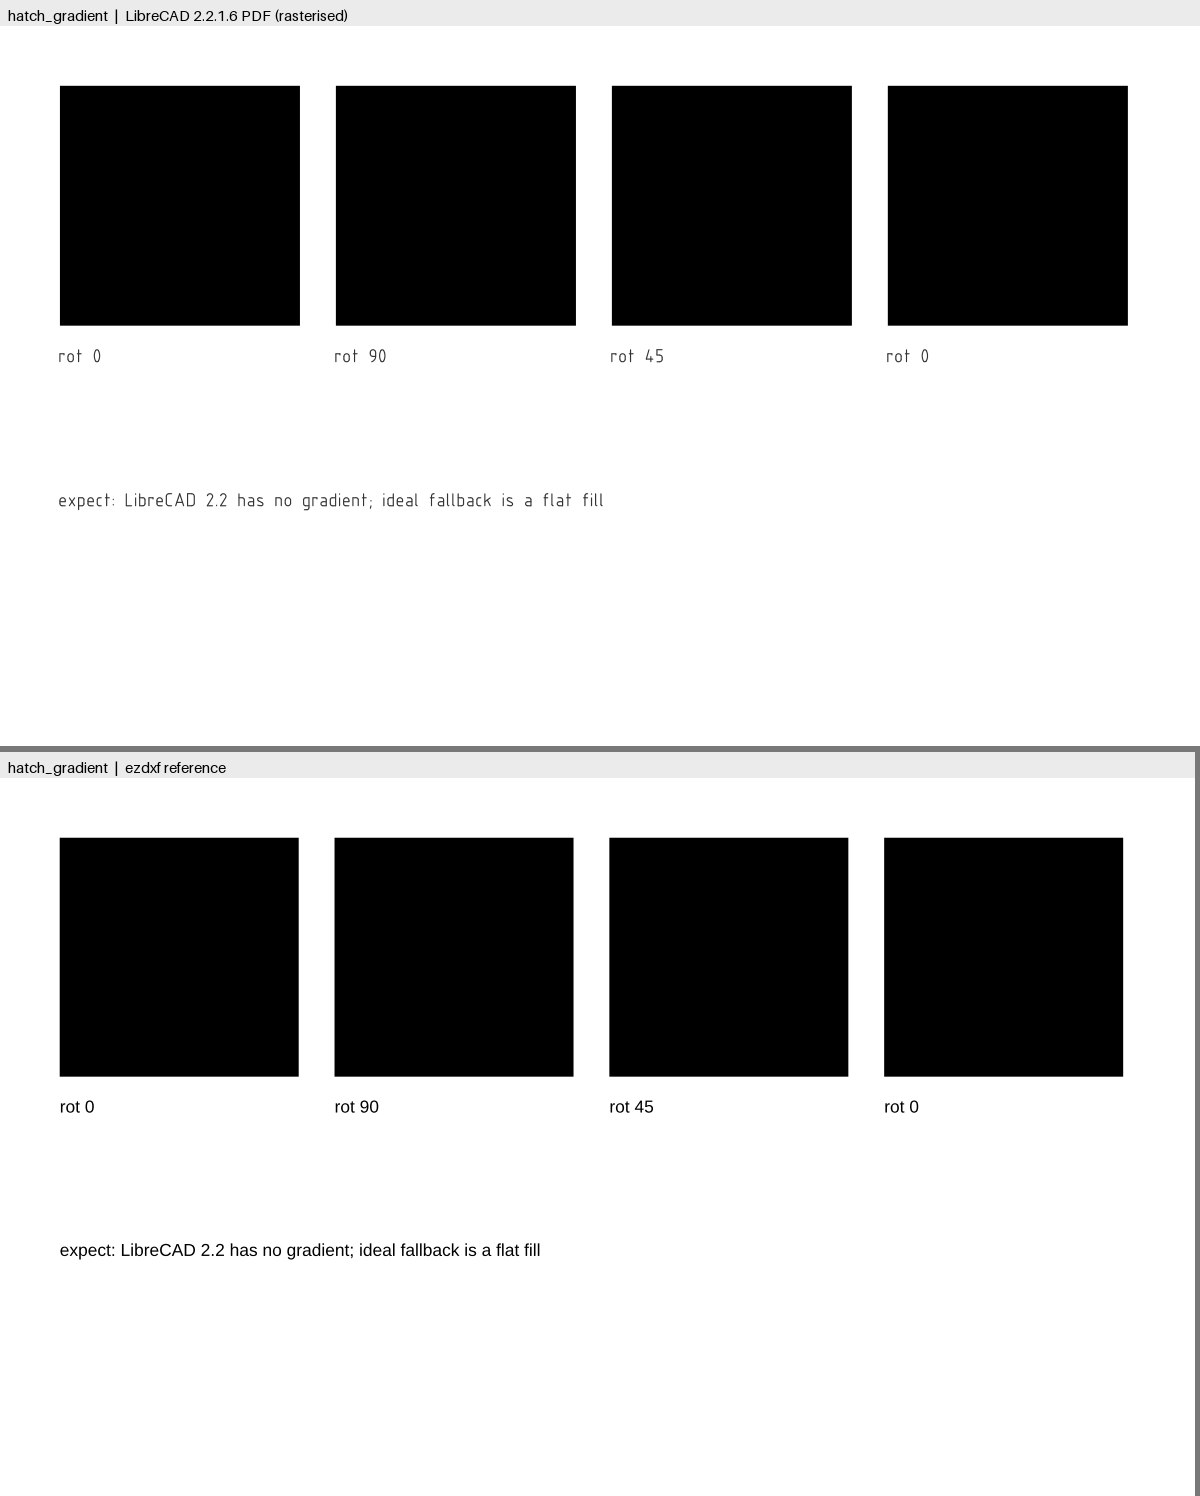 hatch_gradient | LibreCAD 2.2.1.6 PDF (rasterised)
rot 0 rot 90 rot 45 rot 0
expect: LibreCAD 2.2 has no gradient; ideal fallback is a flat fill
hatch_gradient | ezdxf reference
rot 0 rot 90 rot 45 rot 0
expect: LibreCAD 2.2 has no gradient; ideal fallback is a flat fill